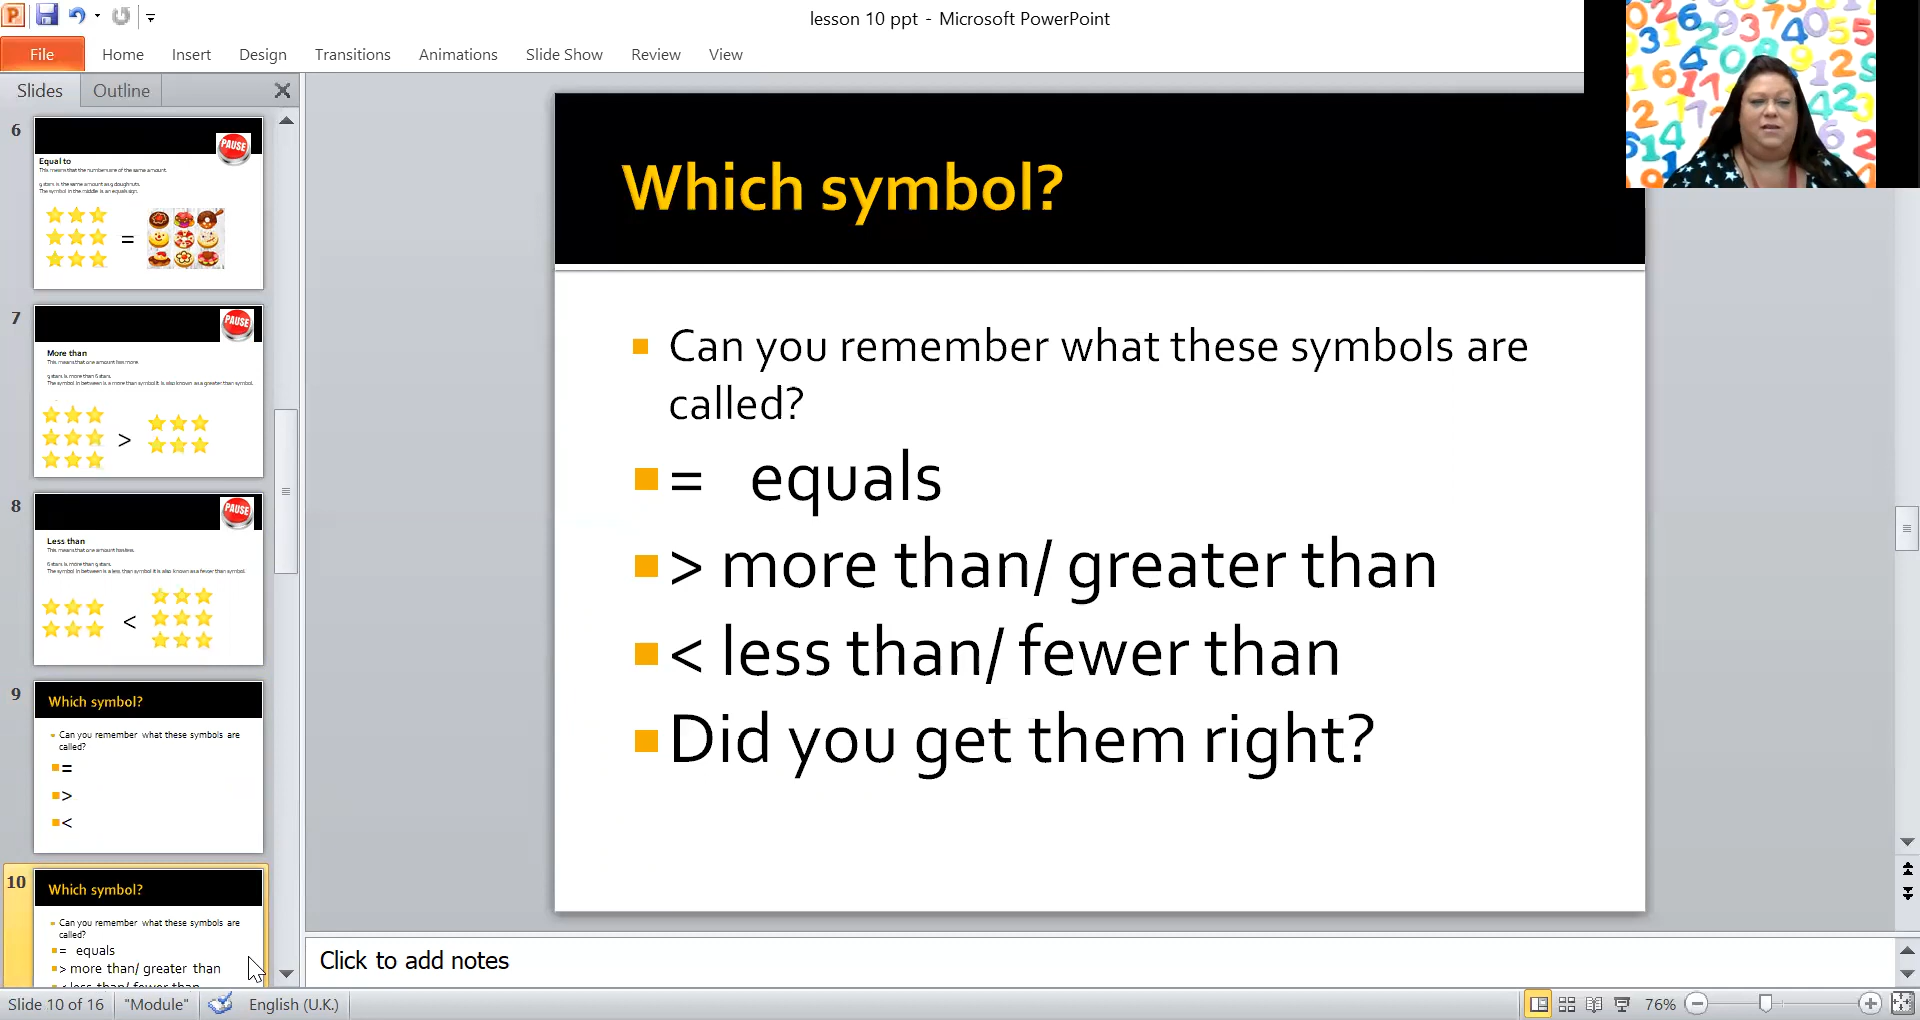 lesson 10 ppt - Microsoft PowerPoint
File Home Insert Design Transitions Animations Slide Show Review View
Slides Outline
6
PAUSE
Equal to
This means that the numbers are of the same amount.
9 stars is the same amount as 9 doughnuts.
The symbol in the middle is an equals sign.
=
7
PAUSE
More than
This means that one amount has more.
9 stars is more than 6 stars.
The symbol in between is a more than symbol it is also known as a greater than symbol.
>
8
PAUSE
Less than
This means that one amount has less.
6 stars is more than 9 stars.
The symbol in between is a less than symbol it is also known as a fewer than symbol.
<
9
Which symbol?
Can you remember what these symbols are
called?
=
>
<
10
Which symbol?
Can you remember what these symbols are
called?
= equals
> more than/ greater than
< less than/ fewer than
Which symbol?
Can you remember what these symbols are
called?
= equals
> more than/ greater than
< less than/ fewer than
Did you get them right?
Click to add notes
Slide 10 of 16 "Module" English (U.K.) 76%